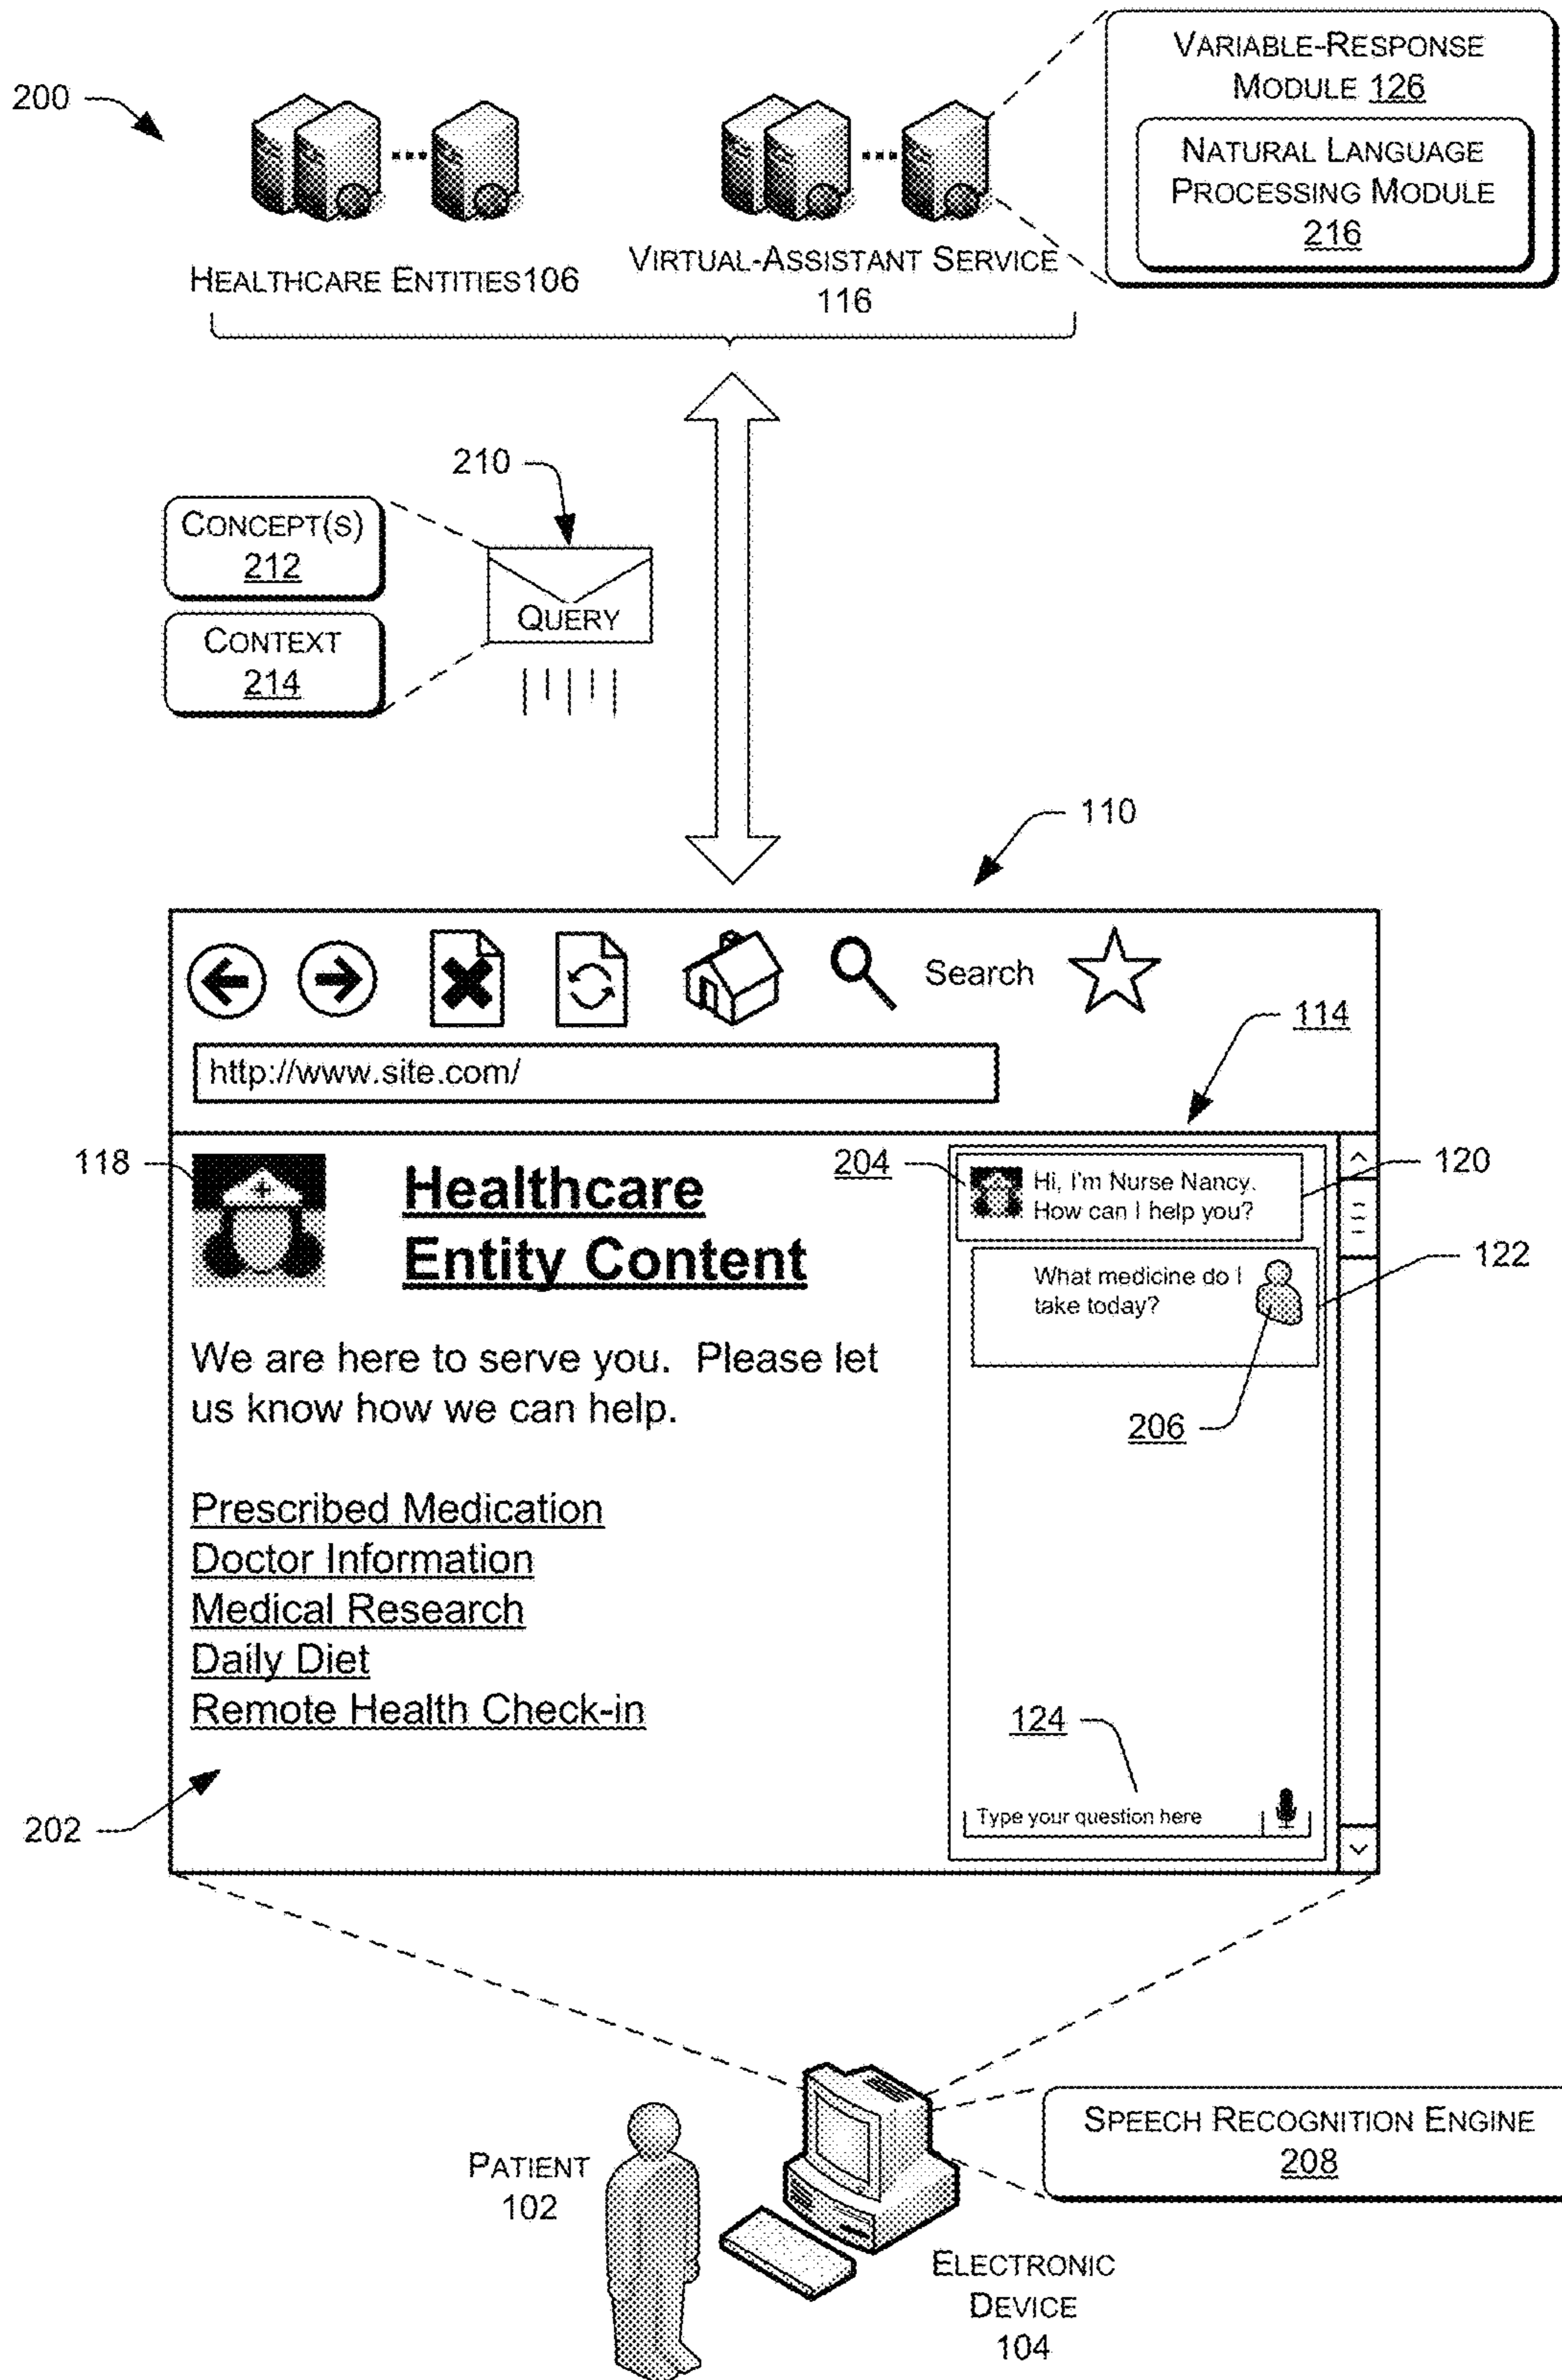 200
VARIABLE-RESPONSE
MODULE 126
NATURAL LANGUAGE
PROCESSING MODULE
216
HEALTHCARE ENTITIES106
VIRTUAL-ASSISTANT SERVICE
116
210
CONCEPT(S)
212
CONTEXT
214
QUERY
110
Search
114
http://www.site.com/
118
Healthcare
Entity Content
204
Hi, I'm Nurse Nancy.
How can I help you?
120
What medicine do I
take today?
122
206
We are here to serve you. Please let
us know how we can help.
Prescribed Medication
Doctor Information
Medical Research
Daily Diet
Remote Health Check-in
124
Type your question here
202
PATIENT
102
SPEECH RECOGNITION ENGINE
208
ELECTRONIC
DEVICE
104